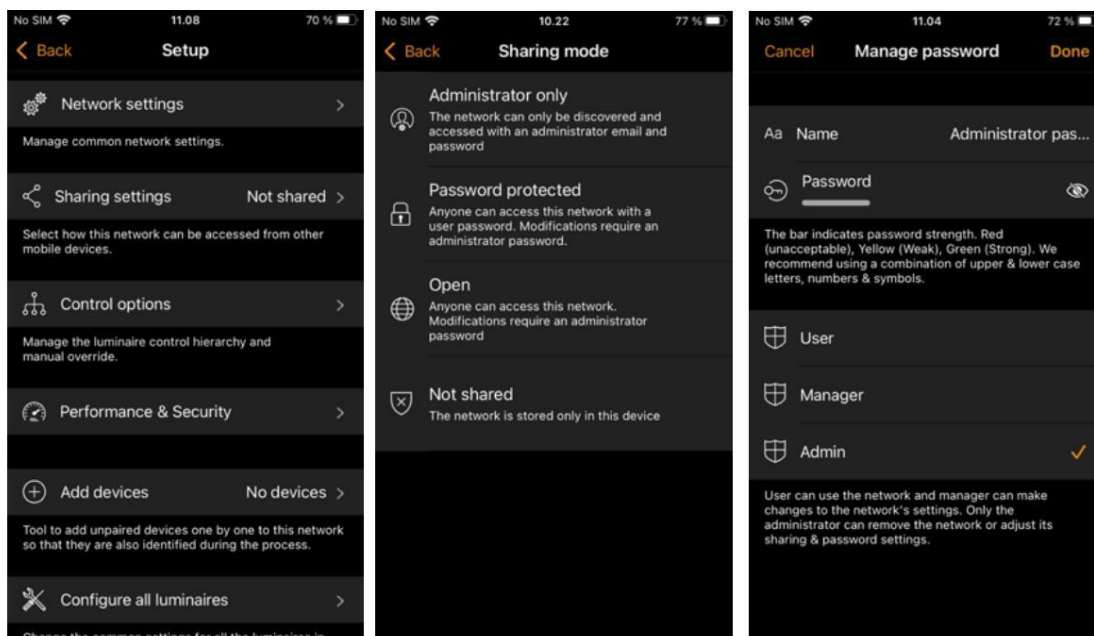 No SIM 11.08 70 %
Back Setup
Network settings
Manage common network settings.
Sharing settings Not shared
Select how this network can be accessed from other
mobile devices.
Control options
Manage the luminaire control hierarchy and
manual override.
Performance & Security
Add devices No devices
Tool to add unpaired devices one by one to this network
so that they are also identified during the process.
Configure all luminaires
Change the common settings for all the luminaires in
No SIM 10.22 77 %
Back Sharing mode
Administrator only
The network can only be discovered and
accessed with an administrator email and
password
Password protected
Anyone can access this network with a
user password. Modifications require an
administrator password.
Open
Anyone can access this network.
Modifications require an administrator
password
Not shared
The network is stored only in this device
No SIM 11.04 72 %
Cancel Manage password Done
Aa Name Administrator pas...
Password
The bar indicates password strength. Red
(unacceptable), Yellow (Weak), Green (Strong). We
recommend using a combination of upper & lower case
letters, numbers & symbols.
User
Manager
Admin
User can use the network and manager can make
changes to the network's settings. Only the
administrator can remove the network or adjust its
sharing & password settings.